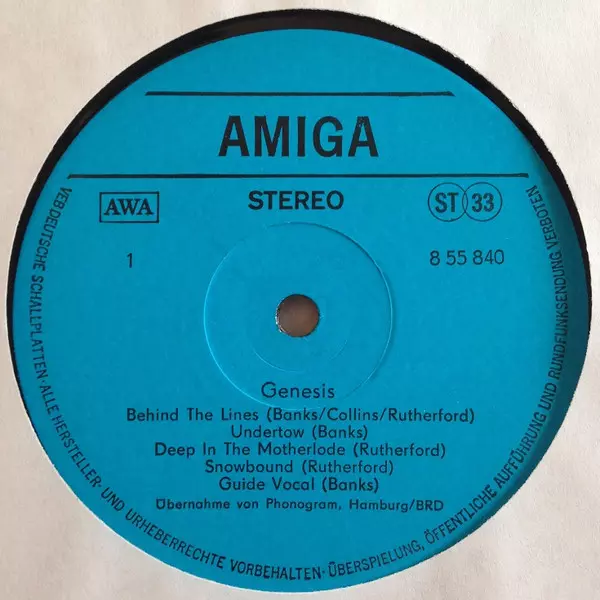 AMIGA
AWA
STEREO
ST 33
1
8 55 840
Genesis
Behind The Lines (Banks/Collins/Rutherford)
Undertow (Banks)
Deep In The Motherlode (Rutherford)
Snowbound (Rutherford)
Guide Vocal (Banks)
Übernahme von Phonogram, Hamburg/BRD
VEB DEUTSCHE SCHALLPLATTEN · ALLE HERSTELLER- UND URHEBERRECHTE VORBEHALTEN · ÜBERSPIELUNG, ÖFFENTLICHE AUFFÜHRUNG UND RUNDFUNKSENDUNG VERBOTEN